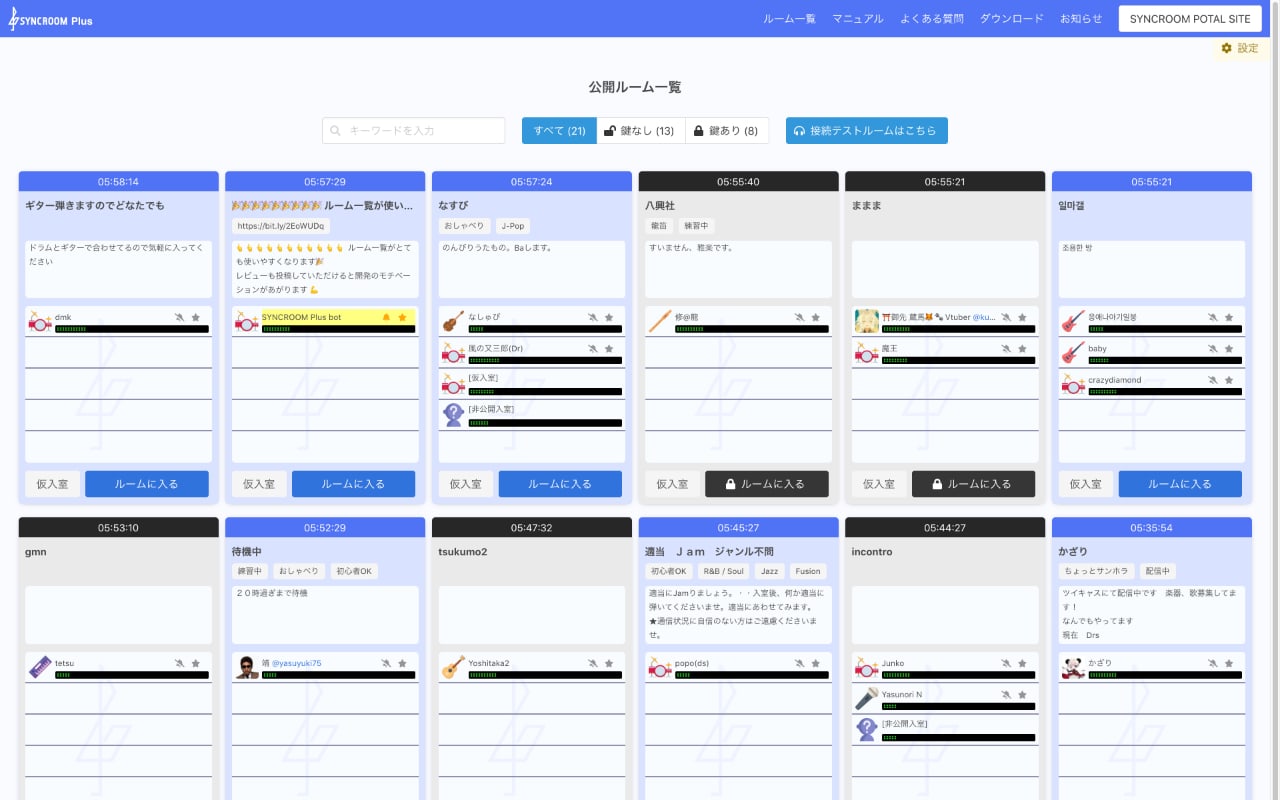 SYNCROOM Plus
ルーム一覧 マニュアル よくある質問 ダウンロード お知らせ SYNCROOM POTAL SITE
設定
公開ルーム一覧
キーワードを入力
すべて (21) 鍵なし (13) 鍵あり (8) 接続テストルームはこちら
05:58:14
ギター弾きますのでどなたでも
ドラムとギターで合わせてるので気軽に入ってく
ださい
dmk
仮入室 ルームに入る
05:57:29
🎉🎉🎉🎉🎉🎉🎉🎉🎉 ルーム一覧が使い...
https://bit.ly/2EoWUDq
👆👆👆👆👆👆👆👆👆👆👆 ルーム一覧がとて
も使いやすくなります🎉
レビューも投稿していただけると開発のモチベー
ションがあがります💪
SYNCROOM Plus bot
仮入室 ルームに入る
05:57:24
なすび
おしゃべり J-Pop
のんびりうたもの。Baします。
なしゅび
風の又三郎(Dr)
[仮入室]
[非公開入室]
仮入室 ルームに入る
05:55:40
八興社
龍笛 練習中
すいません、雅楽です。
修@龍
仮入室 ルームに入る
05:55:21
ままま
⛩御先 蔵馬🦊🐾 Vtuber @ku...
魔王
仮入室 ルームに入る
05:55:21
일마갤
조용한 방
응애나아기일붕
baby
crazydiamond
仮入室 ルームに入る
05:53:10
gmn
tetsu
05:52:29
待機中
練習中 おしゃべり 初心者OK
２０時過ぎまで待機
靖 @yasuyuki75
05:47:32
tsukumo2
Yoshitaka2
05:45:27
適当　Ｊａｍ　ジャンル不問
初心者OK R&B / Soul Jazz Fusion
適当にJamりましょう。・・入室後、何か適当に
弾いてくださいませ。適当にあわせてみます。
★通信状況に自信のない方はご遠慮くださいま
せ。
popo(ds)
05:44:27
incontro
Junko
Yasunori N
[非公開入室]
05:35:54
かざり
ちょっとサンホラ 配信中
ツイキャスにて配信中です　楽器、歌募集してま
す！
なんでもやってます
現在　Drs
かざり